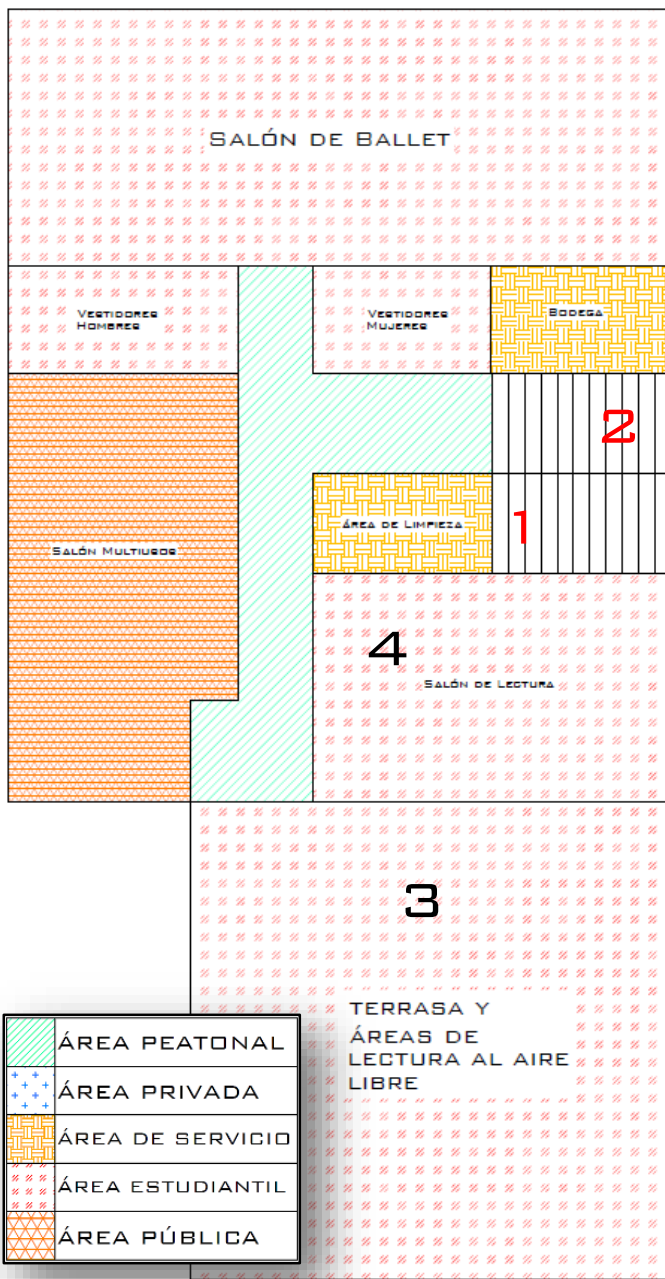 SALÓN DE BALLET
VESTIDORES
HOMBRES
VESTIDORES
MUJERES
BODEGA
2
ÁREA DE LIMPIEZA
1
SALÓN MULTIUSOS
4
SALÓN DE LECTURA
3
TERRASA Y
ÁREAS DE
LECTURA AL AIRE
LIBRE
ÁREA PEATONAL
ÁREA PRIVADA
ÁREA DE SERVICIO
ÁREA ESTUDIANTIL
ÁREA PÚBLICA